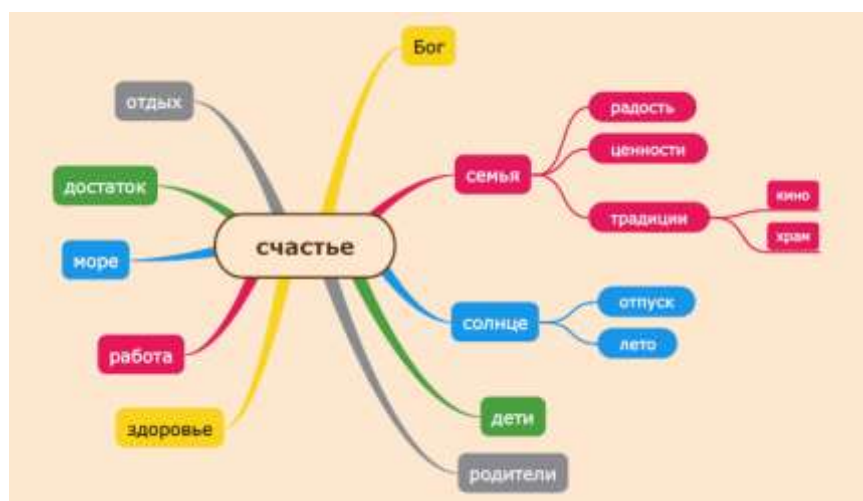 Бог
отдых
радость
ценности
семья
достаток
кино
традиции
храм
счастье
море
отпуск
солнце
лето
работа
дети
здоровье
родители